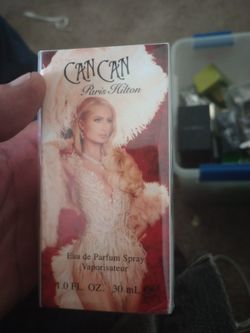 CAN CAN
Paris Hilton
Eau de Parfum Spray
Vaporisateur
1.0 FL. OZ. 30 mL